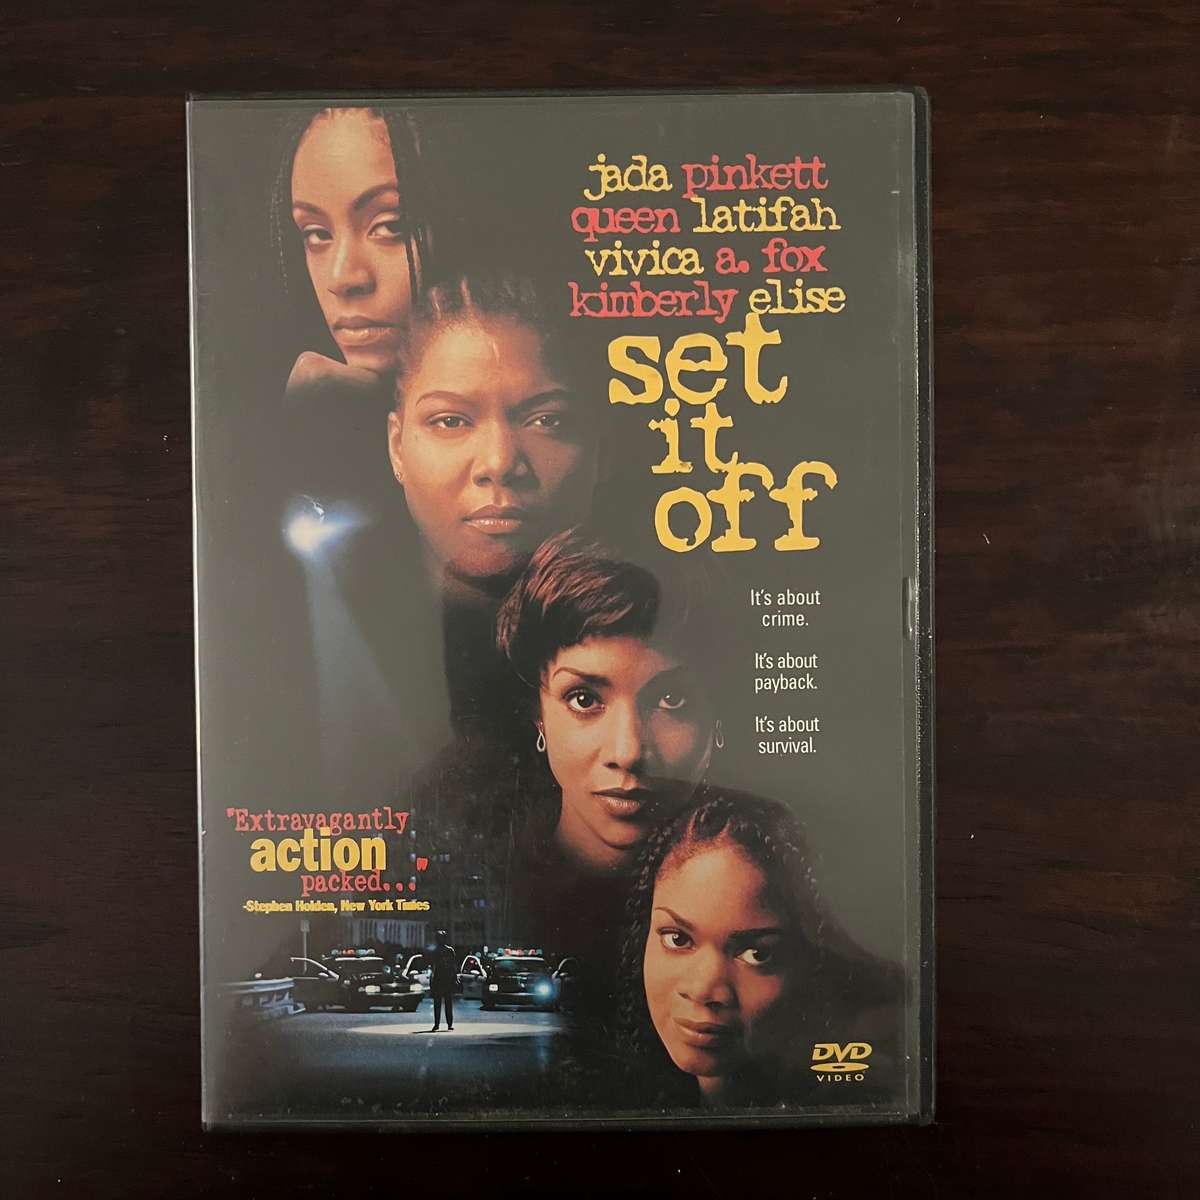 jada pinkett
queen latifah
vivica a. fox
kimberly elise
set
it
off
It's about
crime.
It's about
payback.
It's about
survival.
"Extravagantly
action
packed..."
-Stephen Holden, New York Times
DVD
VIDEO